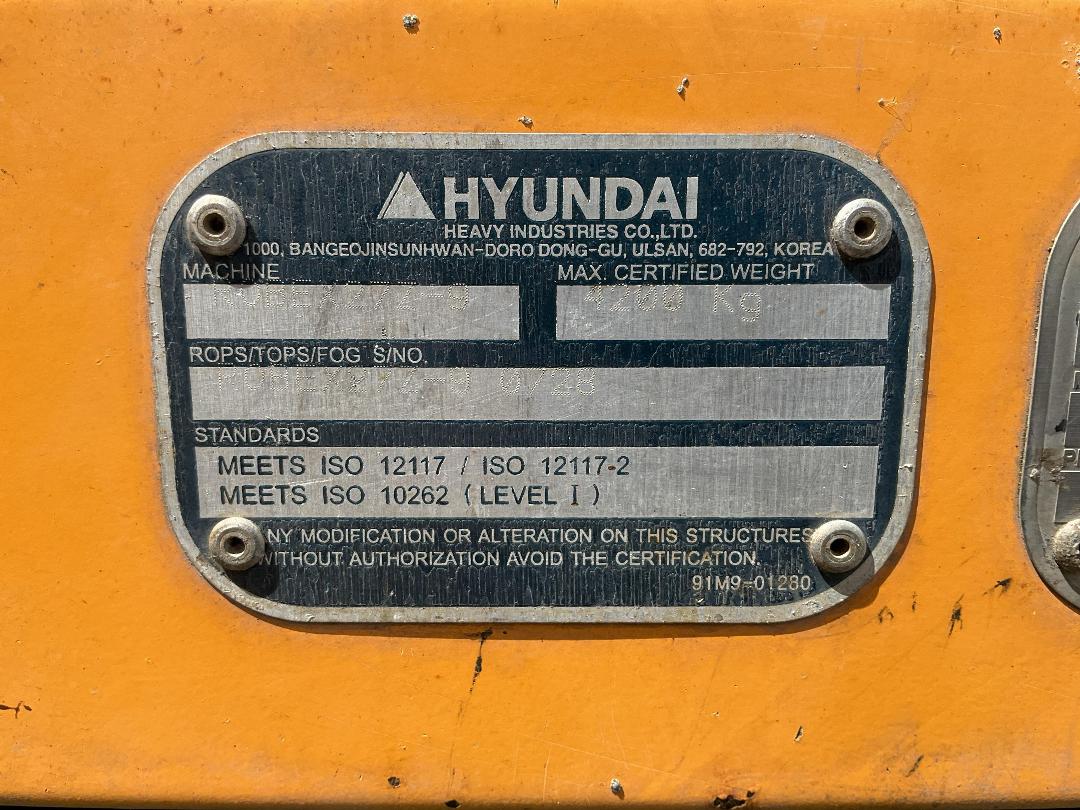 HYUNDAI
HEAVY INDUSTRIES CO.,LTD.
1000, BANGEOJINSUNHWAN-DORO DONG-GU, ULSAN, 682-792, KOREA
MACHINE MAX. CERTIFIED WEIGHT
4200 Kg
ROPS/TOPS/FOG S/NO.
STANDARDS
MEETS ISO 12117 / ISO 12117-2
MEETS ISO 10262 ( LEVEL I )
NY MODIFICATION OR ALTERATION ON THIS STRUCTURES
WITHOUT AUTHORIZATION AVOID THE CERTIFICATION.
91M9-01280